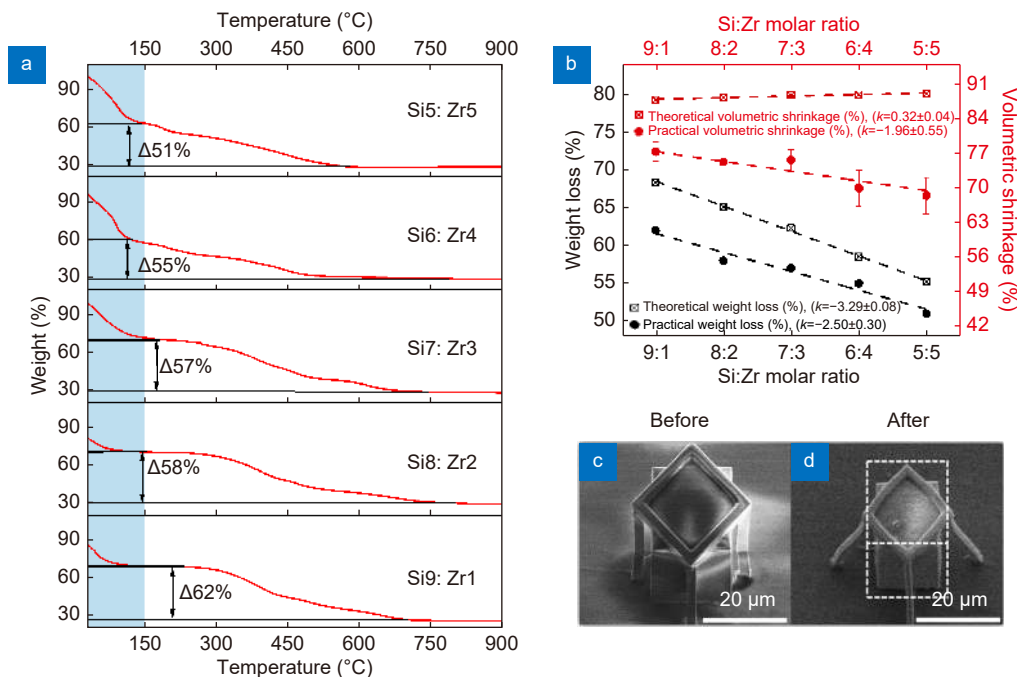 a
Temperature (°C)
0 150 300 450 600 750 900
Weight (%)
90
60
30
Δ51%
Si5: Zr5
90
60
30
Δ55%
Si6: Zr4
90
70
30
Δ57%
Si7: Zr3
90
70
30
Δ58%
Si8: Zr2
90
60
30
Δ62%
Si9: Zr1
150 300 450 600 750 900
Temperature (°C)
b
Si:Zr molar ratio
9:1 8:2 7:3 6:4 5:5
Weight loss (%)
80
75
70
65
60
55
50
Volumetric shrinkage (%)
91
84
77
70
63
56
49
42
Theoretical volumetric shrinkage (%), (k=0.32±0.04)
Practical volumetric shrinkage (%), (k=−1.96±0.55)
Theoretical weight loss (%), (k=−3.29±0.08)
Practical weight loss (%), (k=−2.50±0.30)
9:1 8:2 7:3 6:4 5:5
Si:Zr molar ratio
Before
c
20 µm
After
d
20 µm